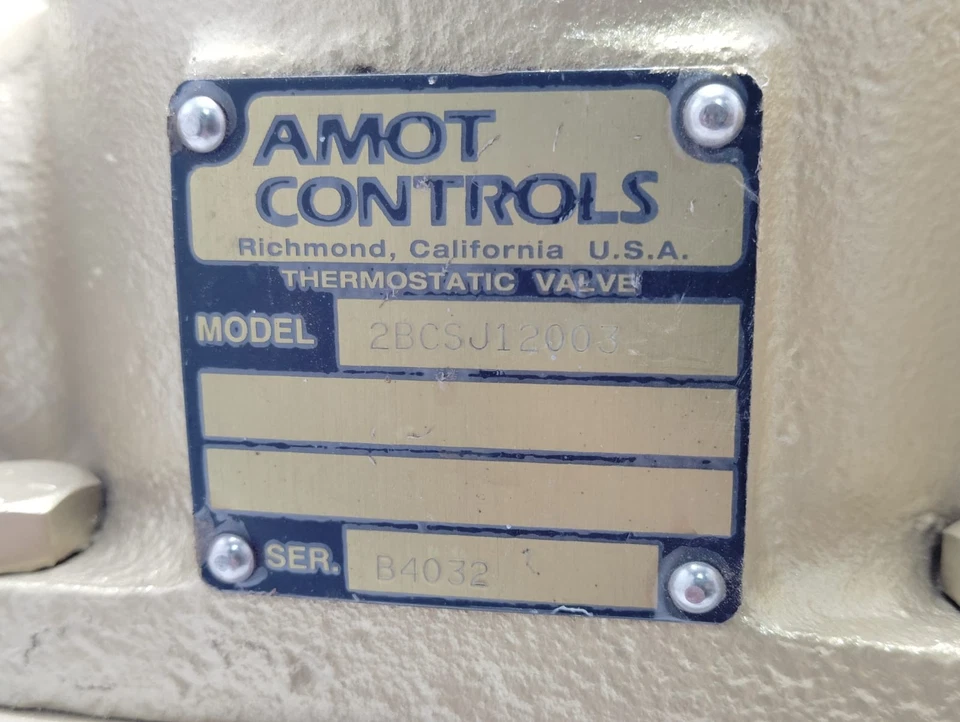 AMOT
CONTROLS
Richmond, California U.S.A.
THERMOSTATIC VALVE
MODEL 2BCSJ12003
SER. B4032